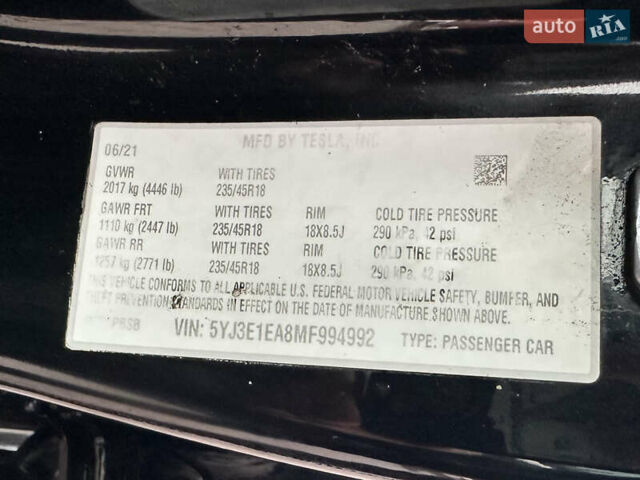 auto RIA.com
MFD BY TESLA, INC
06/21
GVWR WITH TIRES
2017 kg (4446 lb) 235/45R18
GAWR FRT WITH TIRES RIM COLD TIRE PRESSURE
1110 kg (2447 lb) 235/45R18 18X8.5J 290 kPa, 42 psi
GAWR RR WITH TIRES RIM COLD TIRE PRESSURE
1257 kg (2771 lb) 235/45R18 18X8.5J 290 kPa, 42 psi
THIS VEHICLE CONFORMS TO ALL APPLICABLE U.S. FEDERAL MOTOR VEHICLE SAFETY, BUMPER, AND
THEFT PREVENTION STANDARDS IN EFFECT ON THE DATE OF MANUFACTURE SHOWN ABOVE.
PBSB VIN: 5YJ3E1EA8MF994992 TYPE: PASSENGER CAR